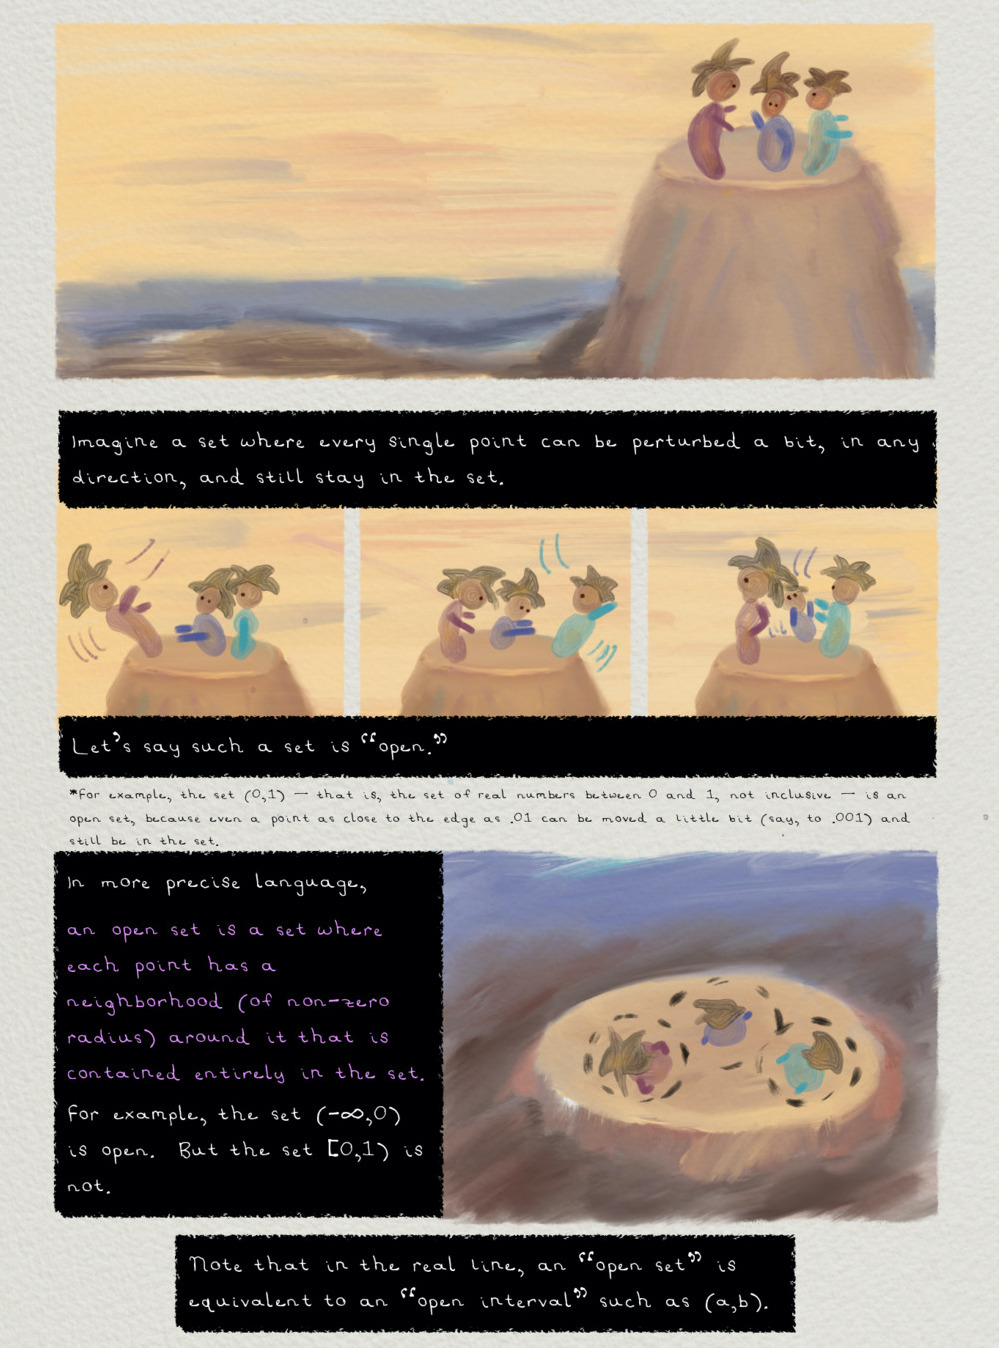 Imagine a set where every single point can be perturbed a bit, in any
direction, and still stay in the set.
Let's say such a set is "open."
*For example, the set (0,1) — that is, the set of real numbers between 0 and 1, not inclusive — is an
open set, because even a point as close to the edge as .01 can be moved a little bit (say, to .001) and
still be in the set.
In more precise language,
an open set is a set where
each point has a
neighborhood (of non-zero
radius) around it that is
contained entirely in the set.
For example, the set (-∞,0)
is open. But the set [0,1) is
not.
Note that in the real line, an "open set" is
equivalent to an "open interval" such as (a,b).